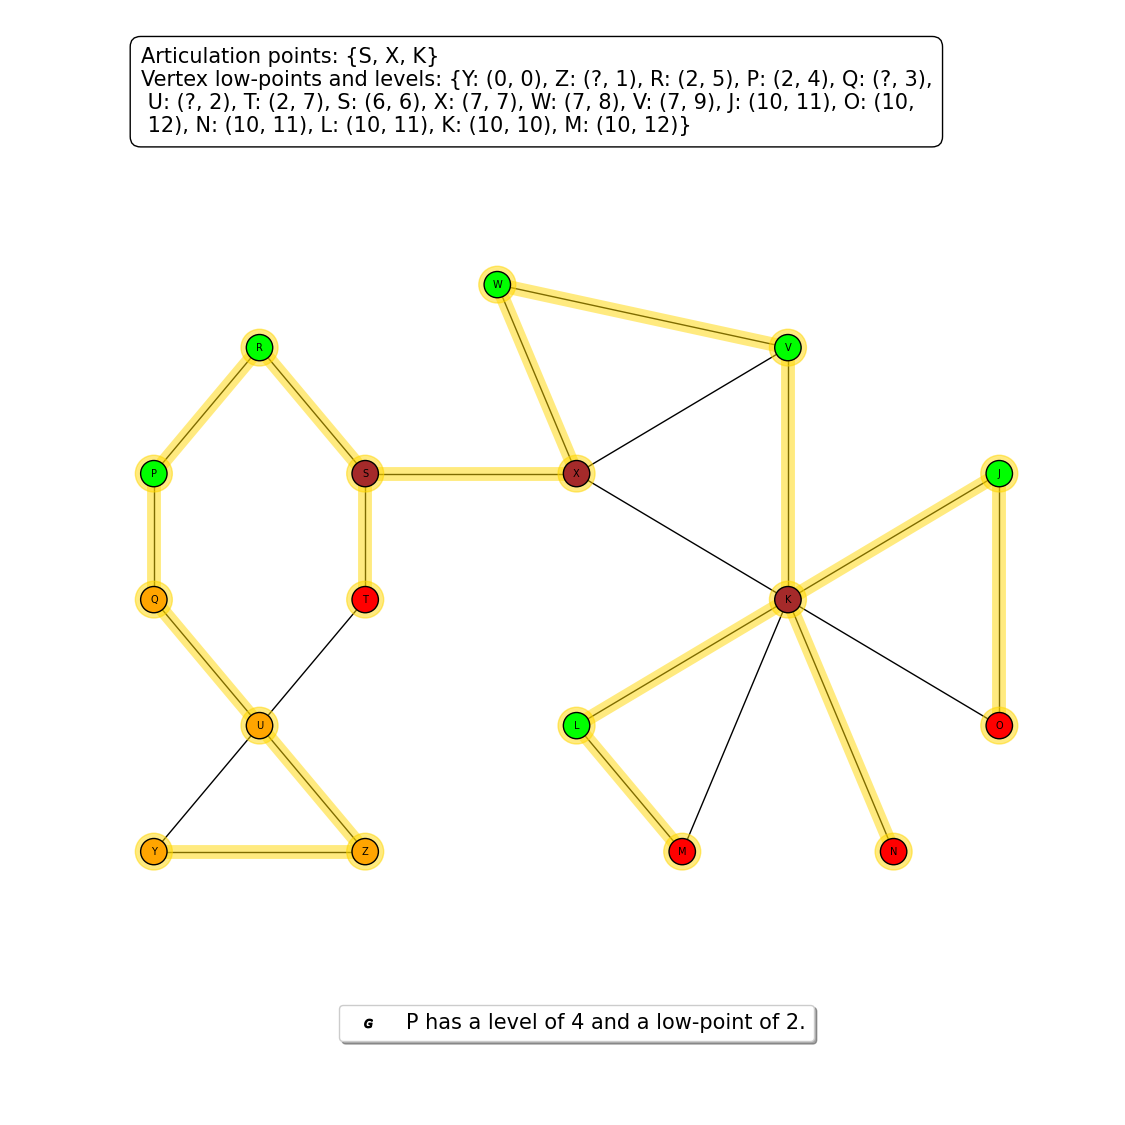 Articulation points: {S, X, K}
Vertex low-points and levels: {Y: (0, 0), Z: (?, 1), R: (2, 5), P: (2, 4), Q: (?, 3),
U: (?, 2), T: (2, 7), S: (6, 6), X: (7, 7), W: (7, 8), V: (7, 9), J: (10, 11), O: (10,
12), N: (10, 11), L: (10, 11), K: (10, 10), M: (10, 12)}
W
R
V
P
S
X
J
Q
T
K
U
L
O
Y
Z
M
N
G P has a level of 4 and a low-point of 2.